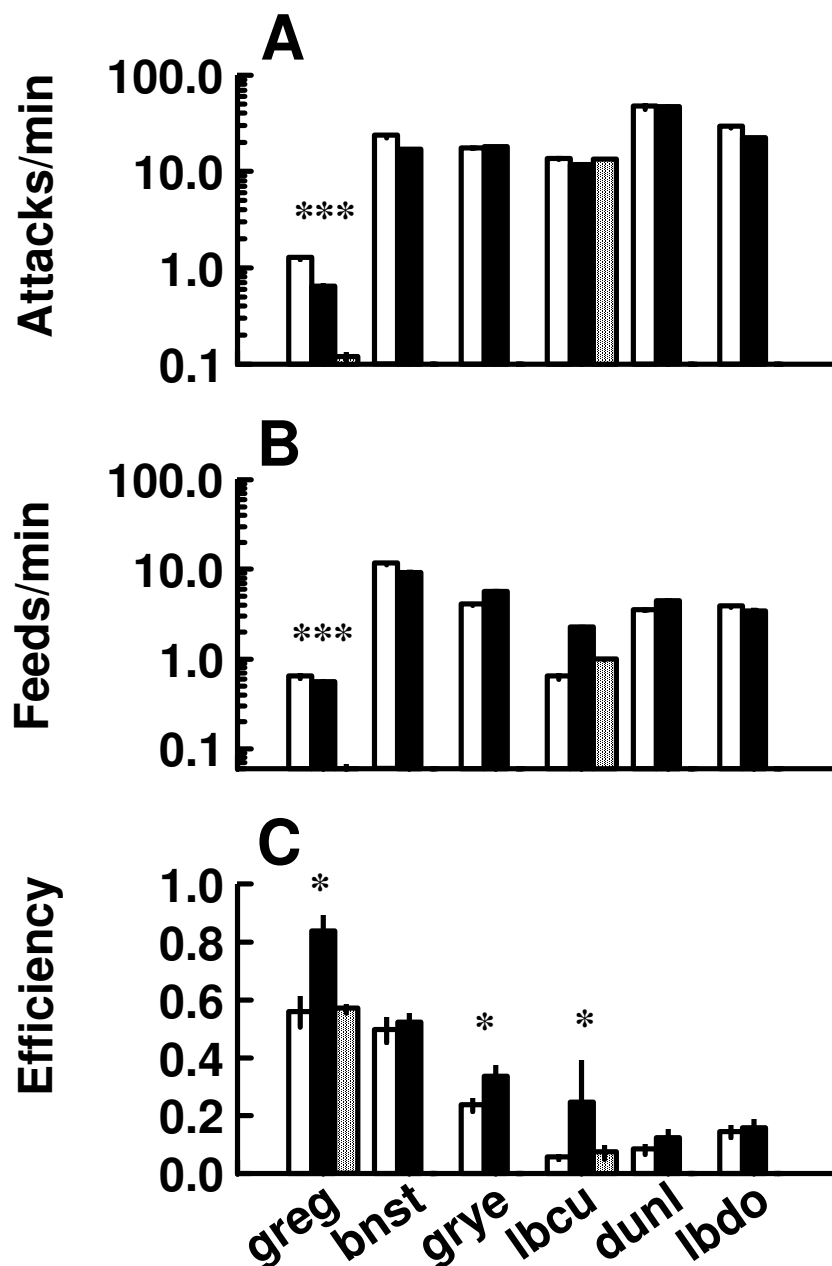 A
Attacks/min
100.0
10.0
1.0
0.1
***
B
Feeds/min
100.0
10.0
1.0
0.1
***
C
Efficiency
1.0
0.8
0.6
0.4
0.2
0.0
*
*
*
greg
bnst
grye
lbcu
dunl
lbdo